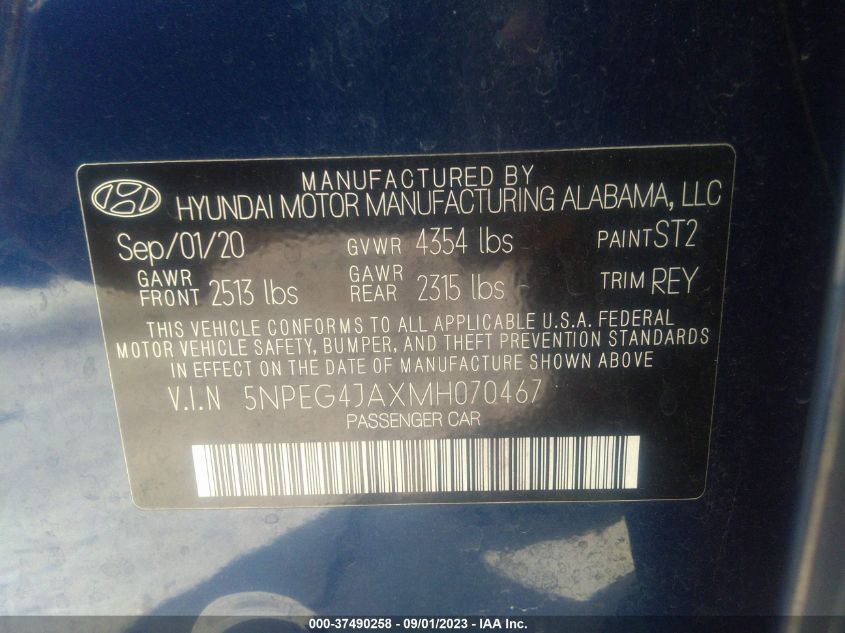 MANUFACTURED BY
HYUNDAI MOTOR MANUFACTURING ALABAMA, LLC
Sep/01/20 GVWR 4354 lbs PAINT ST2
GAWR FRONT 2513 lbs GAWR REAR 2315 lbs TRIM REY
THIS VEHICLE CONFORMS TO ALL APPLICABLE U.S.A. FEDERAL
MOTOR VEHICLE SAFETY, BUMPER, AND THEFT PREVENTION STANDARDS
IN EFFECT ON THE DATE OF MANUFACTURE SHOWN ABOVE
V.I.N 5NPEG4JAXMH070467
PASSENGER CAR
000-37490258 - 09/01/2023 - IAA Inc.